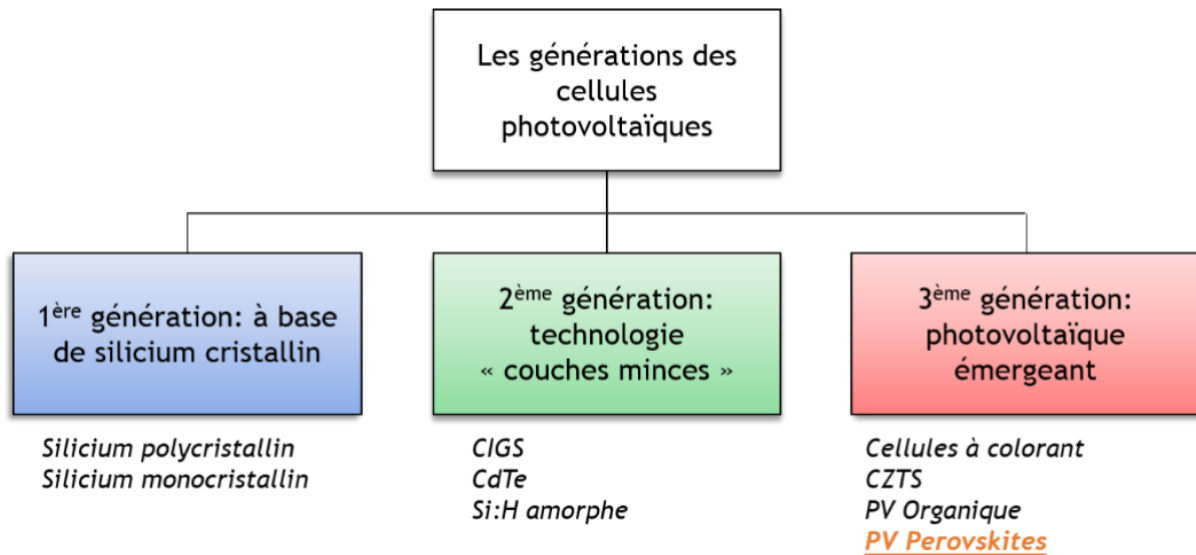 Les générations des
cellules
photovoltaïques
1ère génération: à base
de silicium cristallin
2ème génération:
technologie
« couches minces »
3ème génération:
photovoltaïque
émergeant
Silicium polycristallin
Silicium monocristallin
CIGS
CdTe
Si:H amorphe
Cellules à colorant
CZTS
PV Organique
PV Perovskites